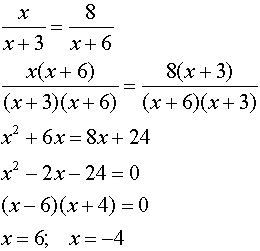 x/(x+3) = 8/(x+6)
x(x+6)/((x+3)(x+6)) = 8(x+3)/((x+6)(x+3))
x² + 6x = 8x + 24
x² − 2x − 24 = 0
(x − 6)(x + 4) = 0
x = 6; x = −4